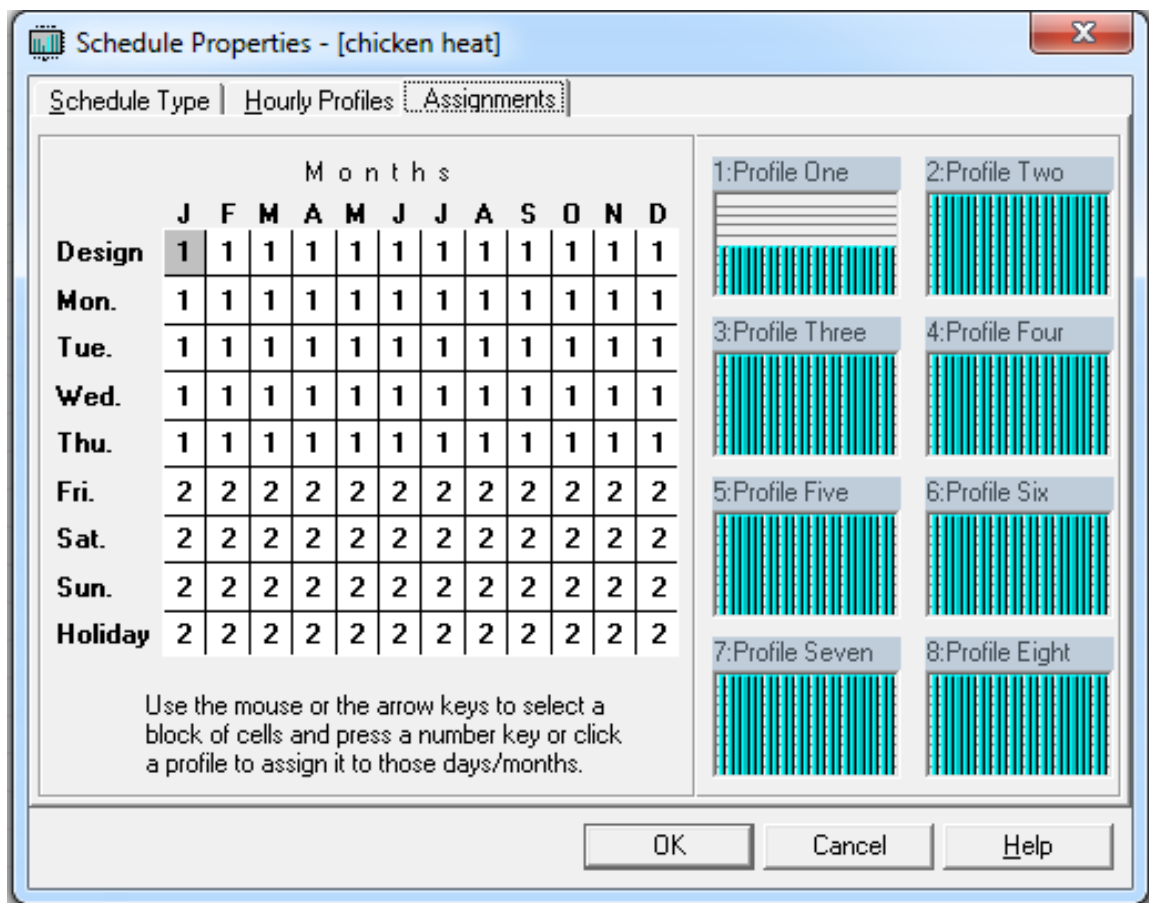 Schedule Properties - [chicken heat]
Schedule Type Hourly Profiles Assignments
Months
J F M A M J J A S O N D
Design 1 1 1 1 1 1 1 1 1 1 1 1
Mon. 1 1 1 1 1 1 1 1 1 1 1 1
Tue. 1 1 1 1 1 1 1 1 1 1 1 1
Wed. 1 1 1 1 1 1 1 1 1 1 1 1
Thu. 1 1 1 1 1 1 1 1 1 1 1 1
Fri. 2 2 2 2 2 2 2 2 2 2 2 2
Sat. 2 2 2 2 2 2 2 2 2 2 2 2
Sun. 2 2 2 2 2 2 2 2 2 2 2 2
Holiday 2 2 2 2 2 2 2 2 2 2 2 2
Use the mouse or the arrow keys to select a
block of cells and press a number key or click
a profile to assign it to those days/months.
1:Profile One 2:Profile Two
3:Profile Three 4:Profile Four
5:Profile Five 6:Profile Six
7:Profile Seven 8:Profile Eight
OK Cancel Help